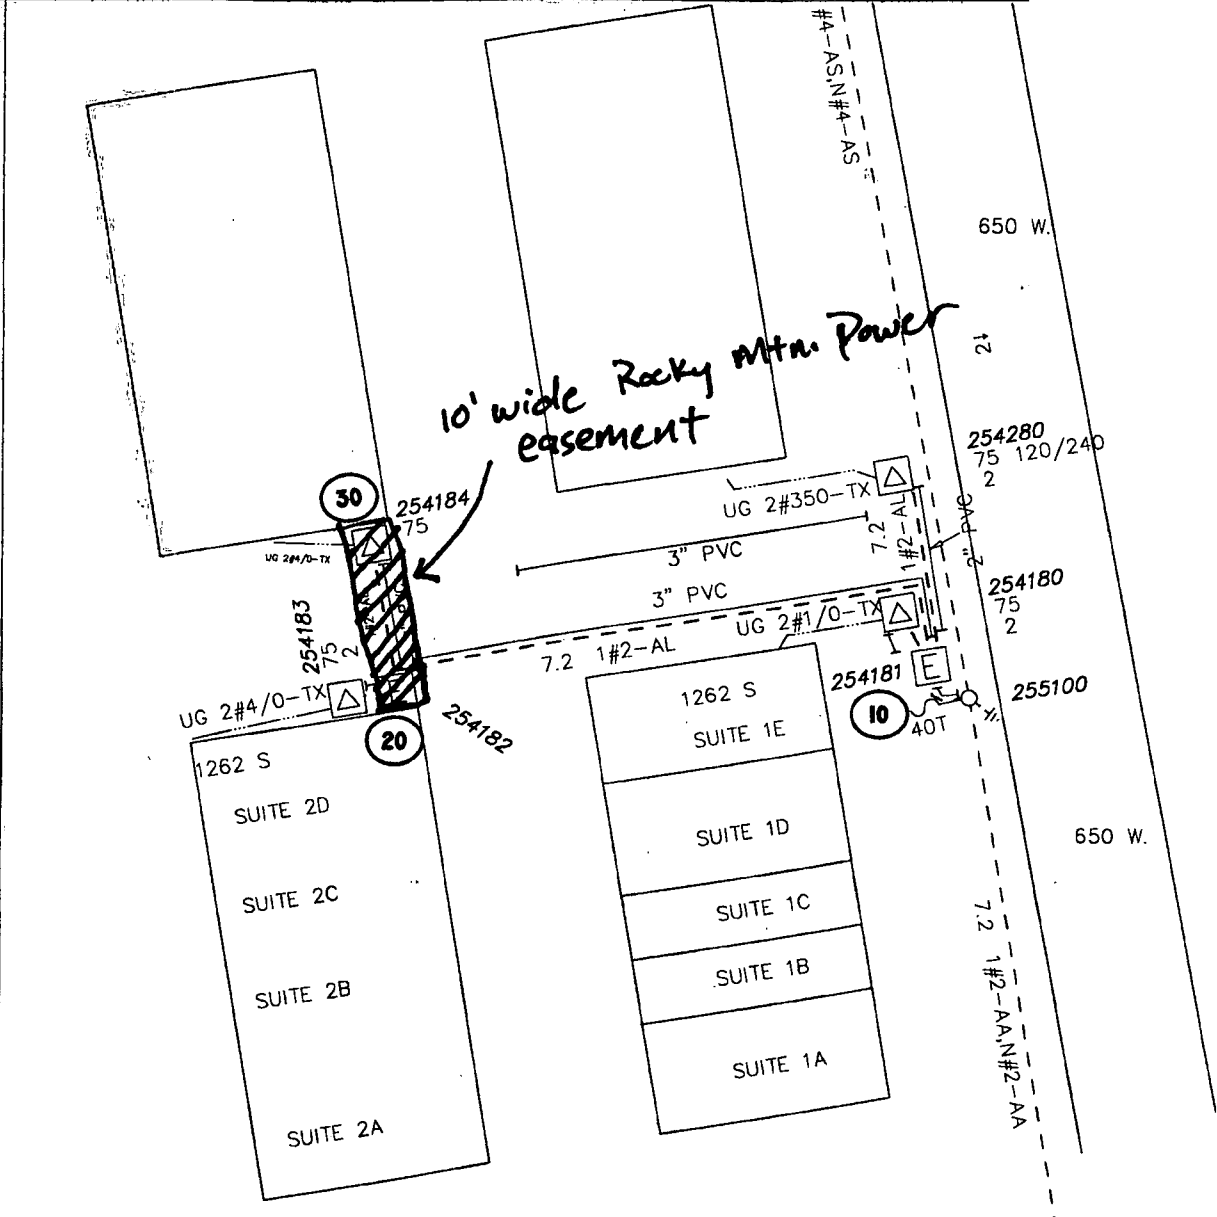 #4-AS,N#4-AS
650 W.
10' wide Rocky Mtn. Power
easement
12
254280
75 120/240
2
30
254184
75
UG 2#4/0-TX
UG 2#350-TX
7.2
1#2-AL
2" PVC
3" PVC
3" PVC
254180
75
2
UG 2#1/0-TX
7.2 1#2-AL
254183
75
2
UG 2#4/0-TX
20
254182
254181
E
10
40T
255100
1262 S
SUITE 2D
SUITE 2C
SUITE 2B
SUITE 2A
1262 S
SUITE 1E
SUITE 1D
SUITE 1C
SUITE 1B
SUITE 1A
650 W.
7.2 1#2-AA,N#2-AA